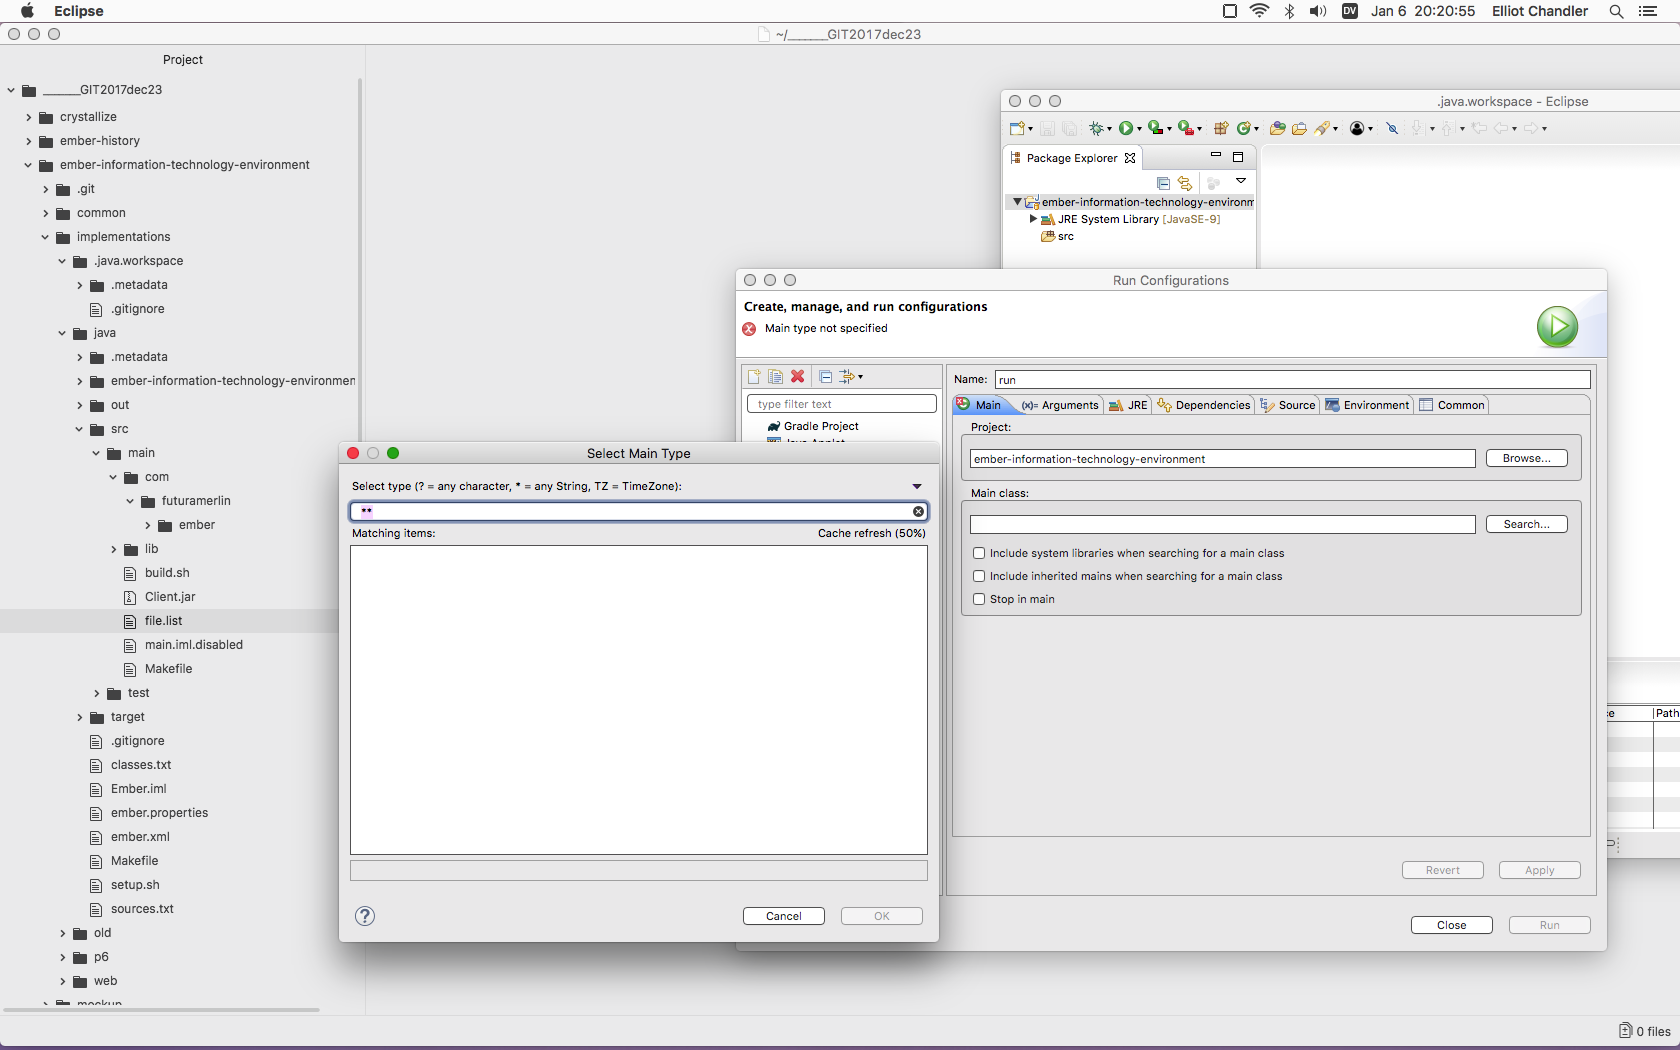 Eclipse
DV
Jan 6 20:20:55
Elliot Chandler
~/______GIT2017dec23
Project
______GIT2017dec23
crystallize
ember-history
ember-information-technology-environment
.git
common
implementations
.java.workspace
.metadata
.gitignore
java
.metadata
ember-information-technology-environmen
out
src
main
com
futuramerlin
ember
lib
build.sh
Client.jar
file.list
main.iml.disabled
Makefile
test
target
.gitignore
classes.txt
Ember.iml
ember.properties
ember.xml
Makefile
setup.sh
sources.txt
old
p6
web
mockup
.java.workspace - Eclipse
Package Explorer
ember-information-technology-environm
JRE System Library [JavaSE-9]
src
Path
Run Configurations
Create, manage, and run configurations
Main type not specified
type filter text
Gradle Project
Java Applet
Name:
run
Main
(x)= Arguments
JRE
Dependencies
Source
Environment
Common
Project:
ember-information-technology-environment
Browse...
Main class:
Search...
Include system libraries when searching for a main class
Include inherited mains when searching for a main class
Stop in main
Revert
Apply
Close
Run
Select Main Type
Select type (? = any character, * = any String, TZ = TimeZone):
**
Matching items:
Cache refresh (50%)
?
Cancel
OK
0 files